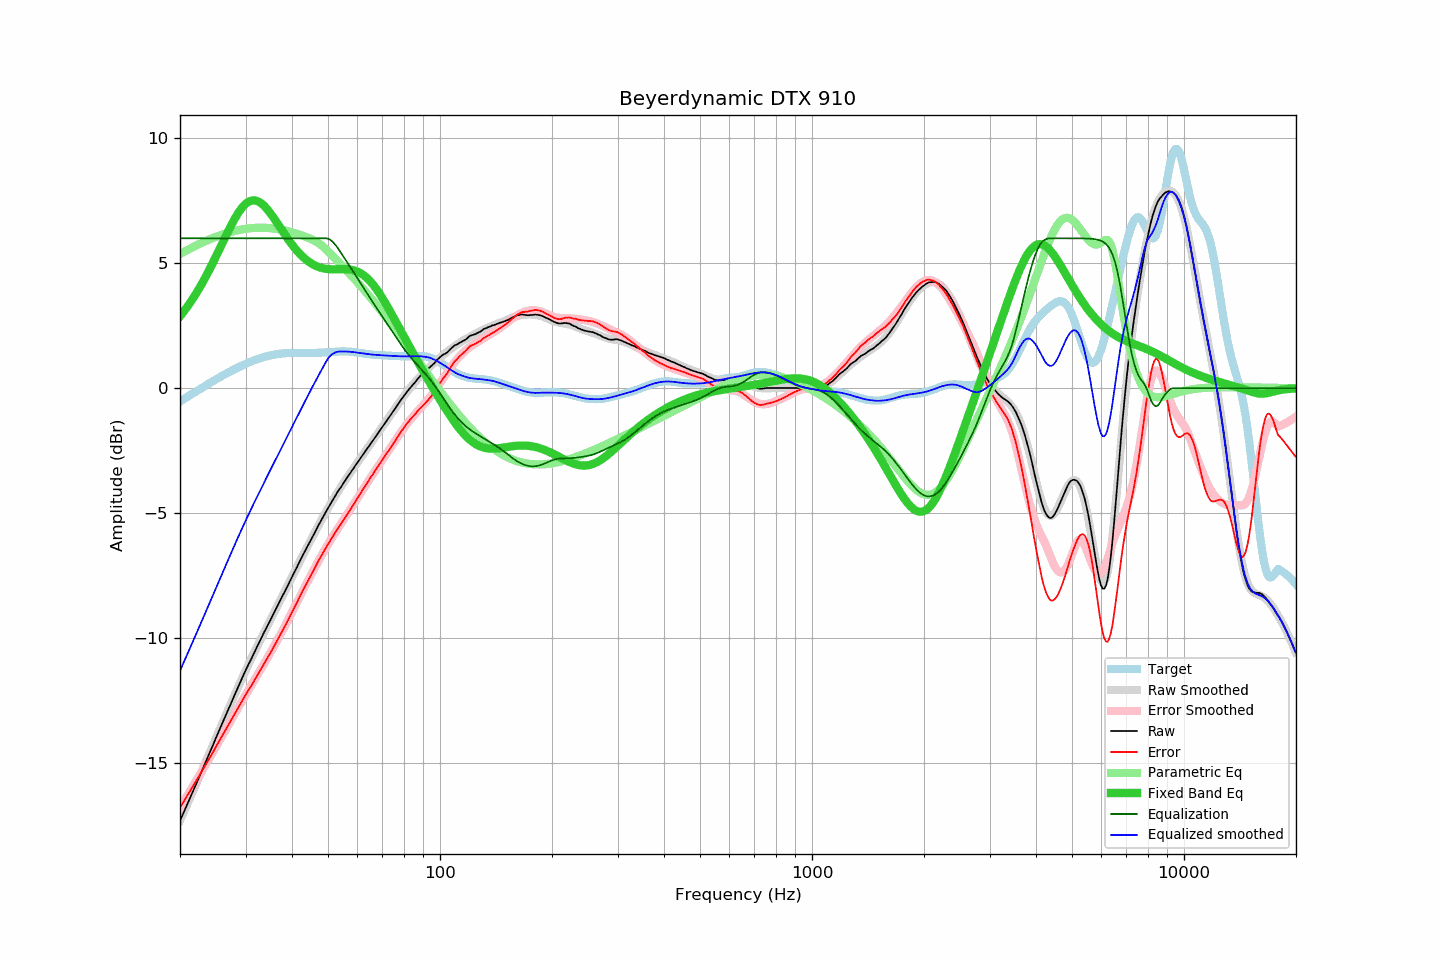 Beyerdynamic DTX 910
10
5
0
−5
−10
−15
Amplitude (dBr)
100
1000
10000
Frequency (Hz)
Target
Raw Smoothed
Error Smoothed
Raw
Error
Parametric Eq
Fixed Band Eq
Equalization
Equalized smoothed